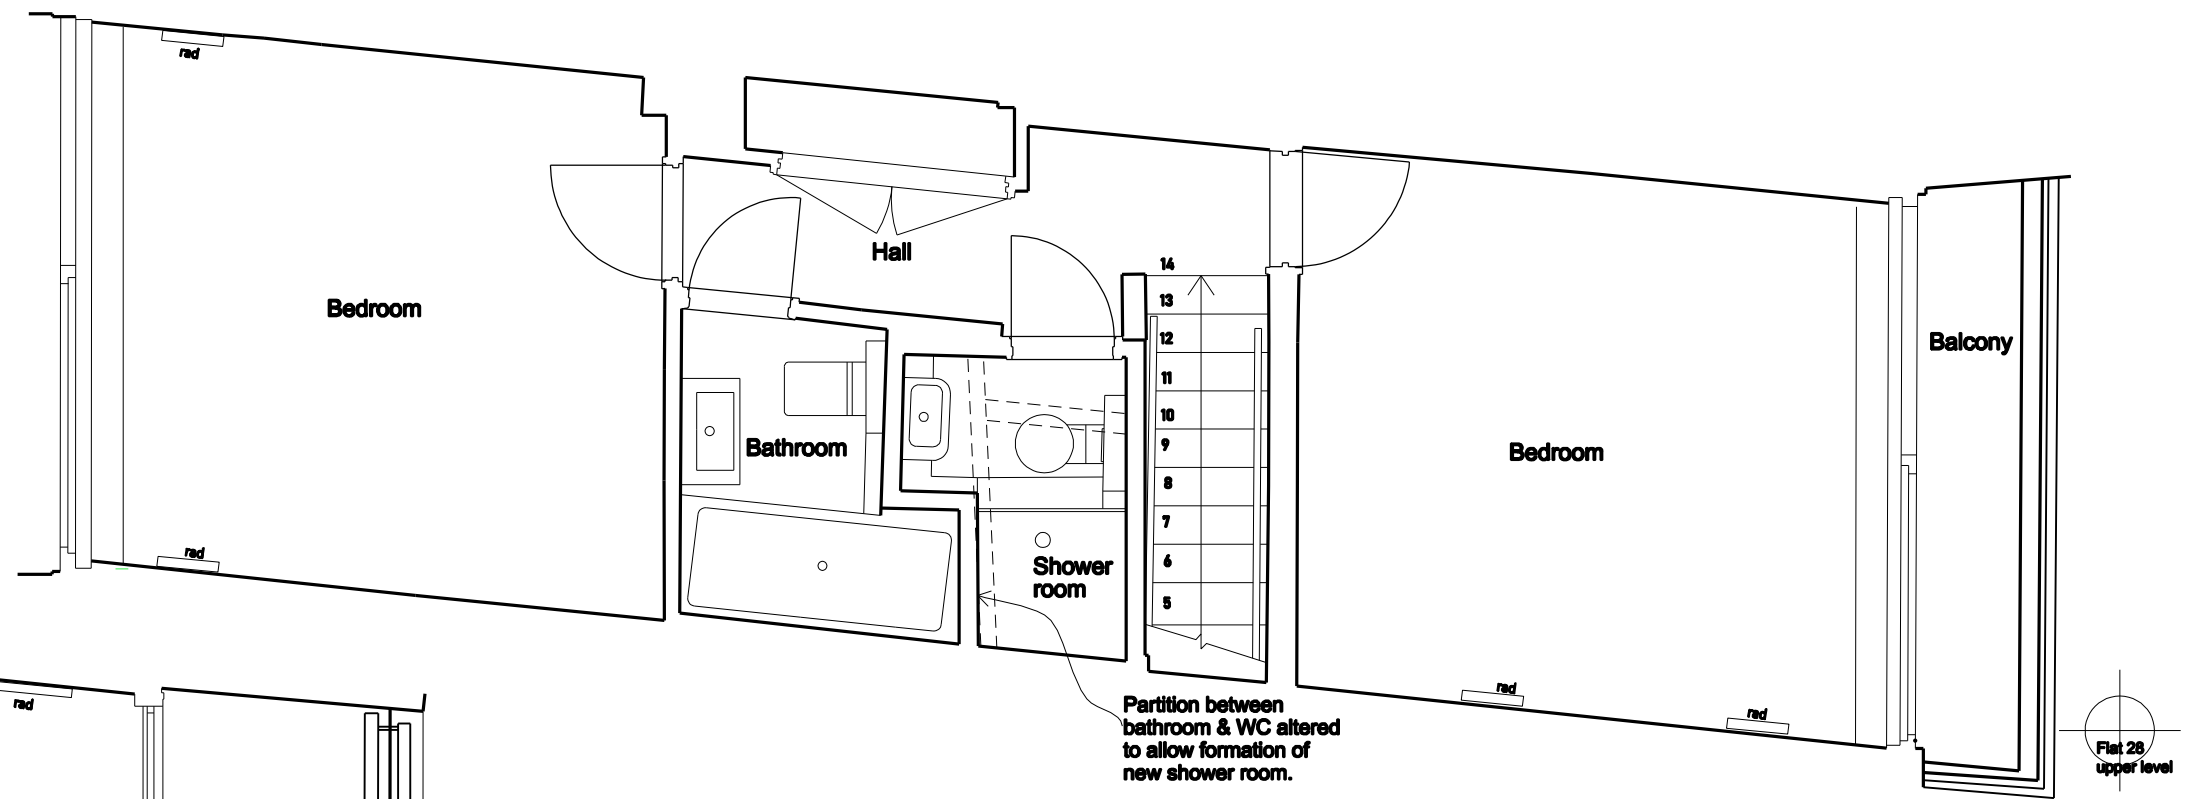 rad
Hall
14
13
Bedroom
12
Balcony
11
10
9
Bathroom
Bedroom
8
7
rad
6
Shower
room
5
rad
rad
Partition between
bathroom & WC altered
to allow formation of
new shower room.
rad
Flat 28
upper level